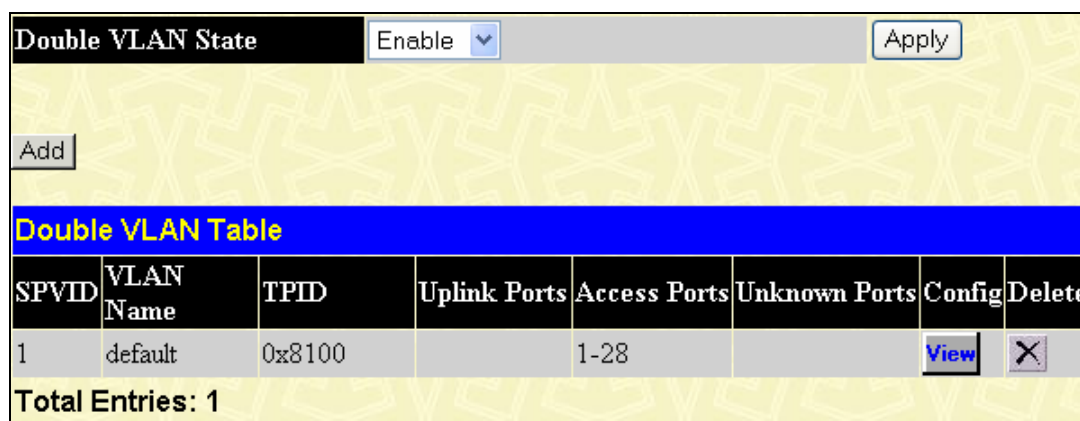 Double VLAN State Enable Apply
Add
Double VLAN Table
SPVID VLAN Name TPID Uplink Ports Access Ports Unknown Ports Config Delete
1 default 0x8100 1-28 View X
Total Entries: 1